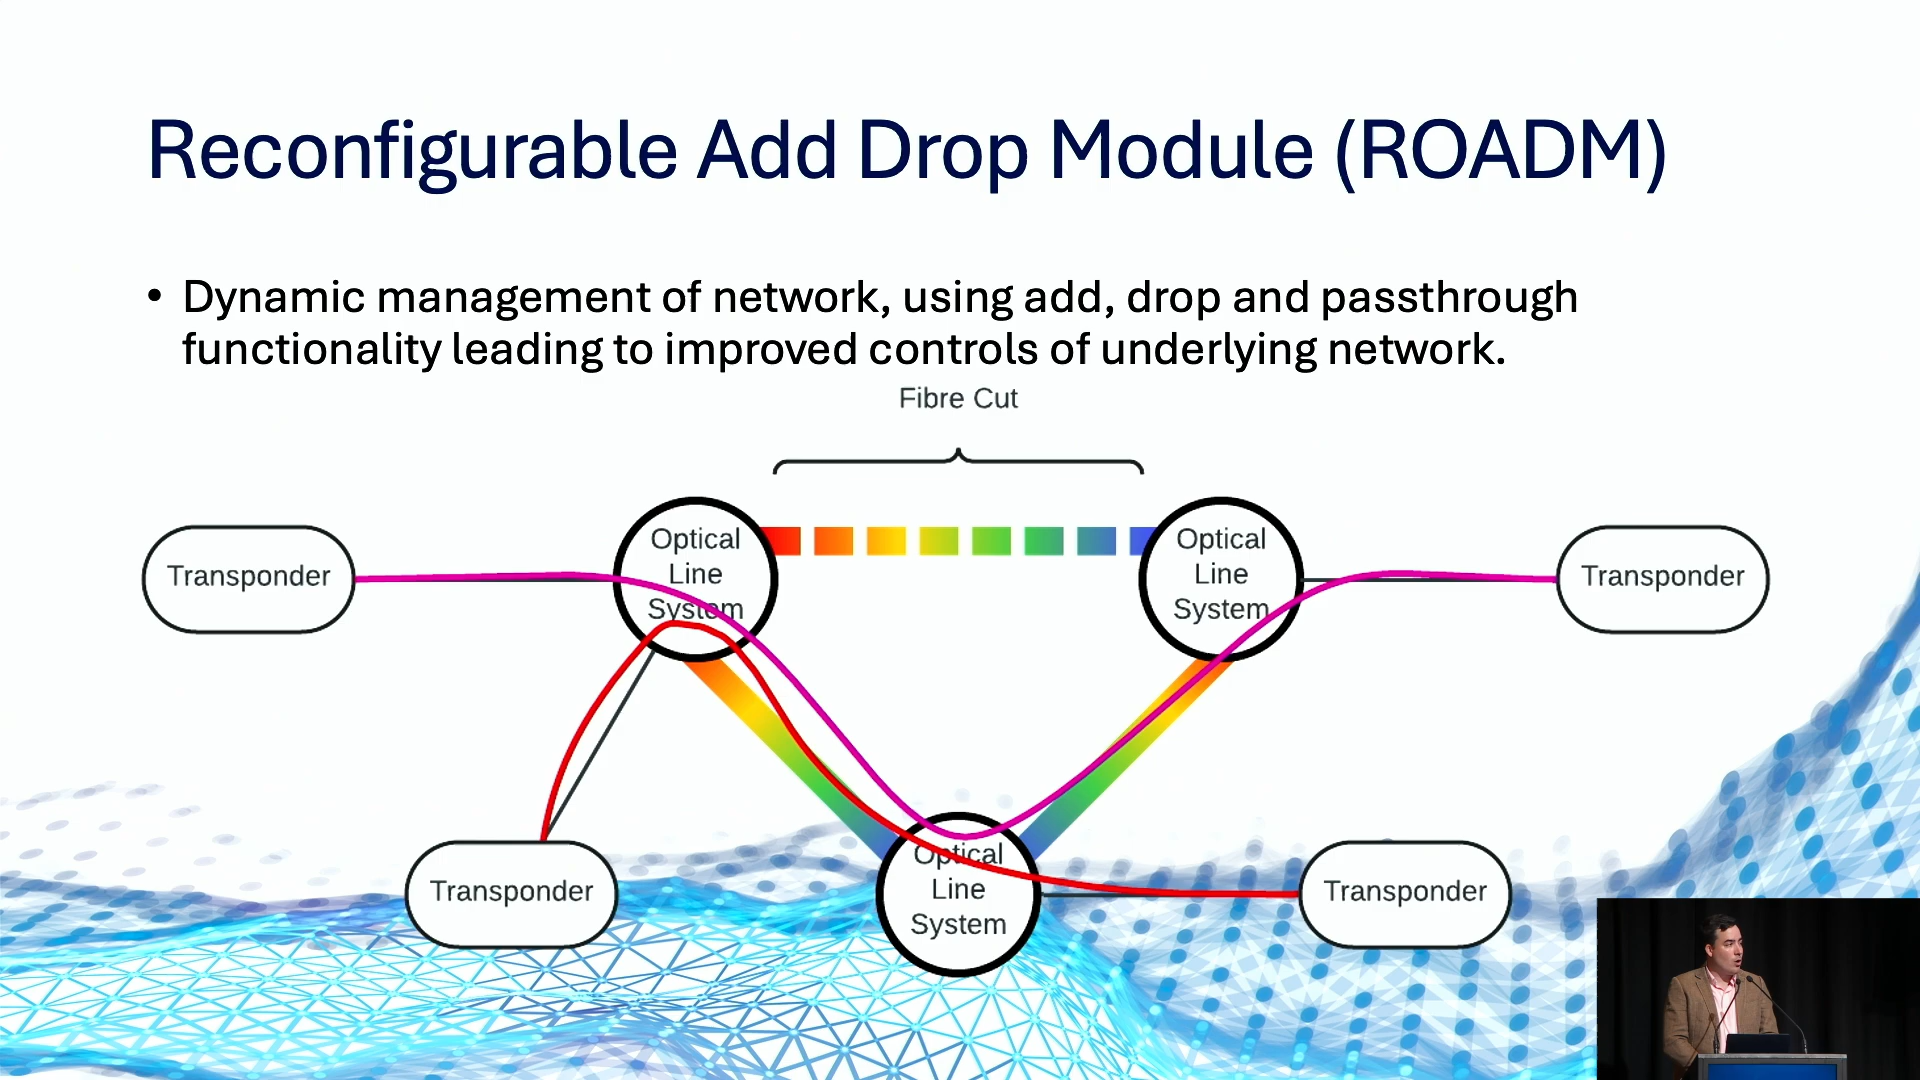 Reconfigurable Add Drop Module (ROADM)
• Dynamic management of network, using add, drop and passthrough
functionality leading to improved controls of underlying network.
Fibre Cut
Transponder
Optical
Line
System
Optical
Line
System
Transponder
Transponder
Optical
Line
System
Transponder